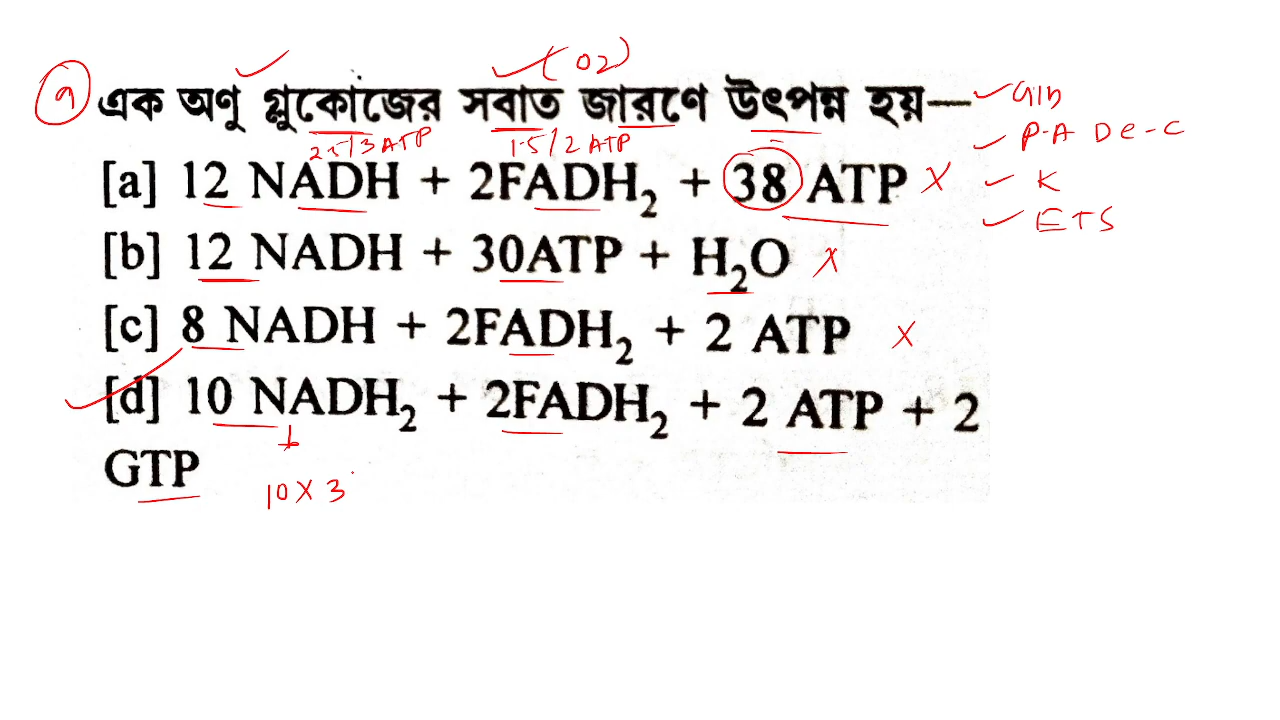 ৭ এক অণু গ্লুকোজের সবাত জারণে উৎপন্ন হয়—
(O2)
Gly
P-A De-C
K
ETS
2.5/3 ATP 1.5/2 ATP
[a] 12 NADH + 2FADH₂ + 38 ATP ×
[b] 12 NADH + 30ATP + H₂O ×
[c] 8 NADH + 2FADH₂ + 2 ATP ×
[d] 10 NADH₂ + 2FADH₂ + 2 ATP + 2
GTP
10 X 3